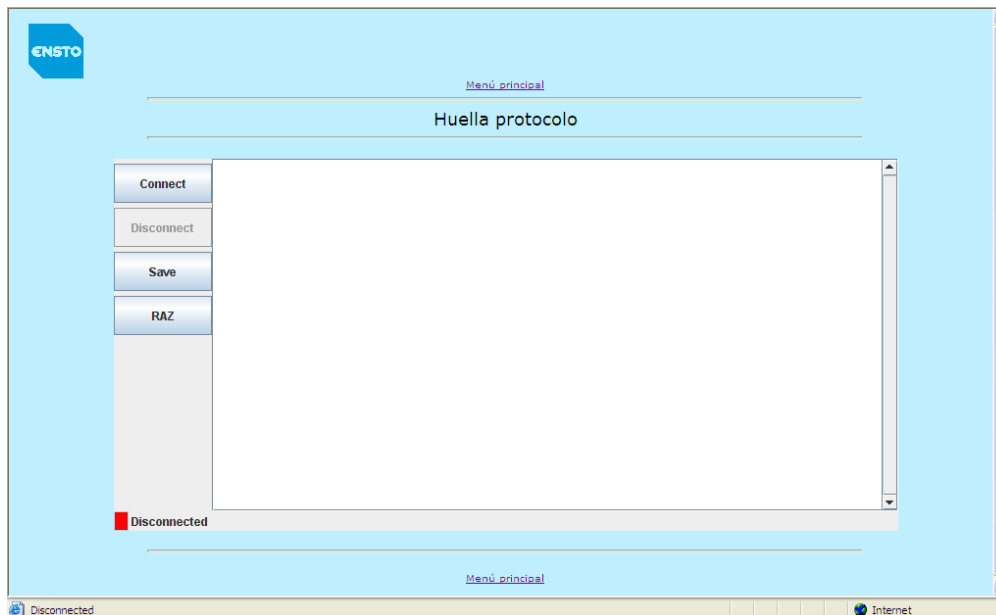 ENSTO
Menú principal
Huella protocolo
Connect
Disconnect
Save
RAZ
Disconnected
Menú principal
Disconnected
Internet